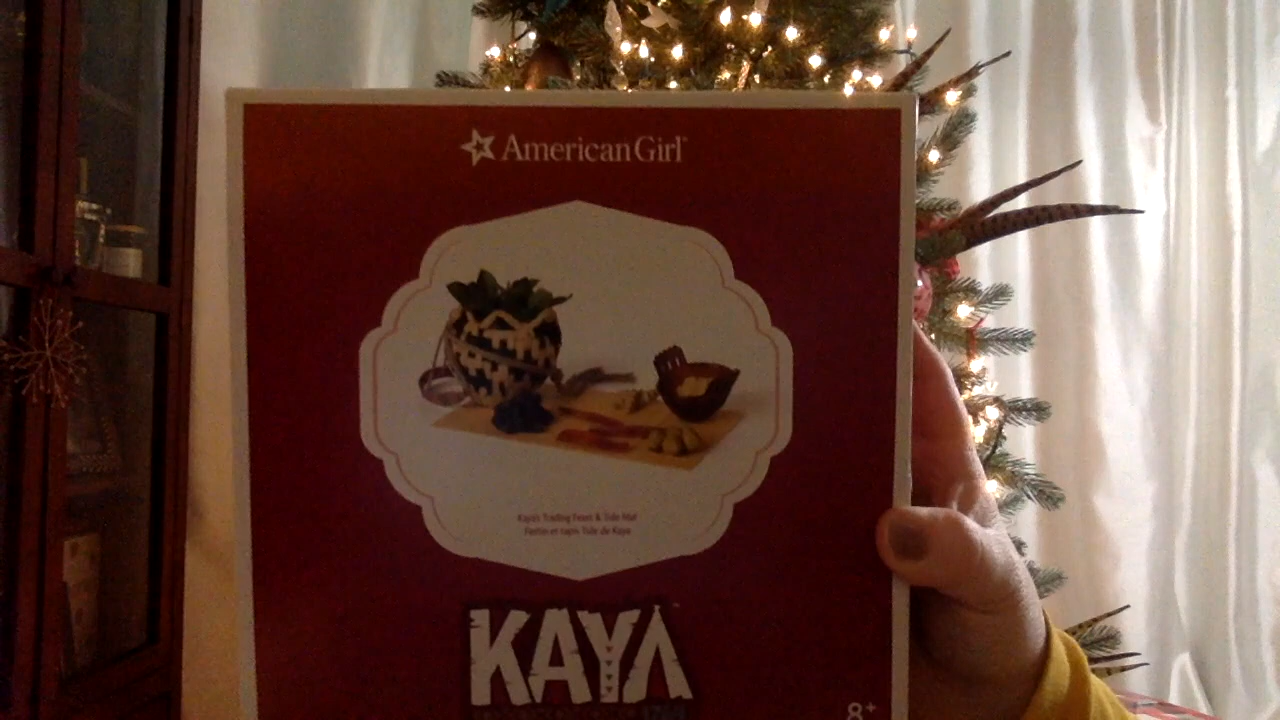 American Girl
Kaya's Trading Feast & Tule Mat
Festin et tapis Tule de Kaya
KAYA
8+